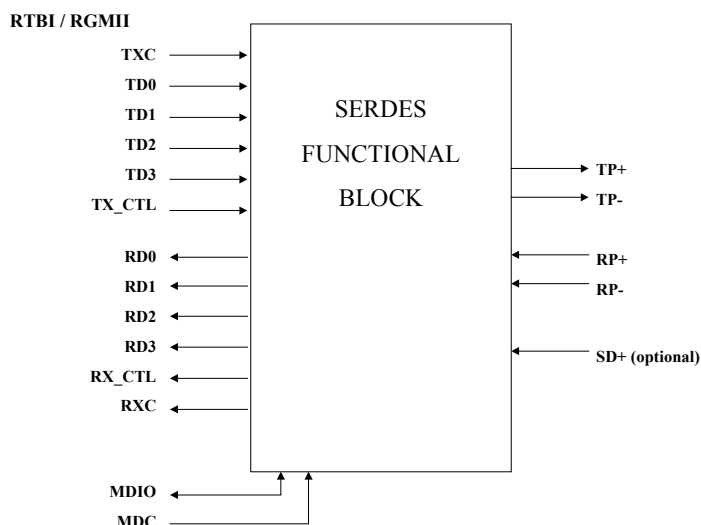 RTBI / RGMII
TXC
TD0
TD1
TD2
TD3
TX_CTL
RD0
RD1
RD2
RD3
RX_CTL
RXC
MDIO
MDC
SERDES
FUNCTIONAL
BLOCK
TP+
TP-
RP+
RP-
SD+ (optional)